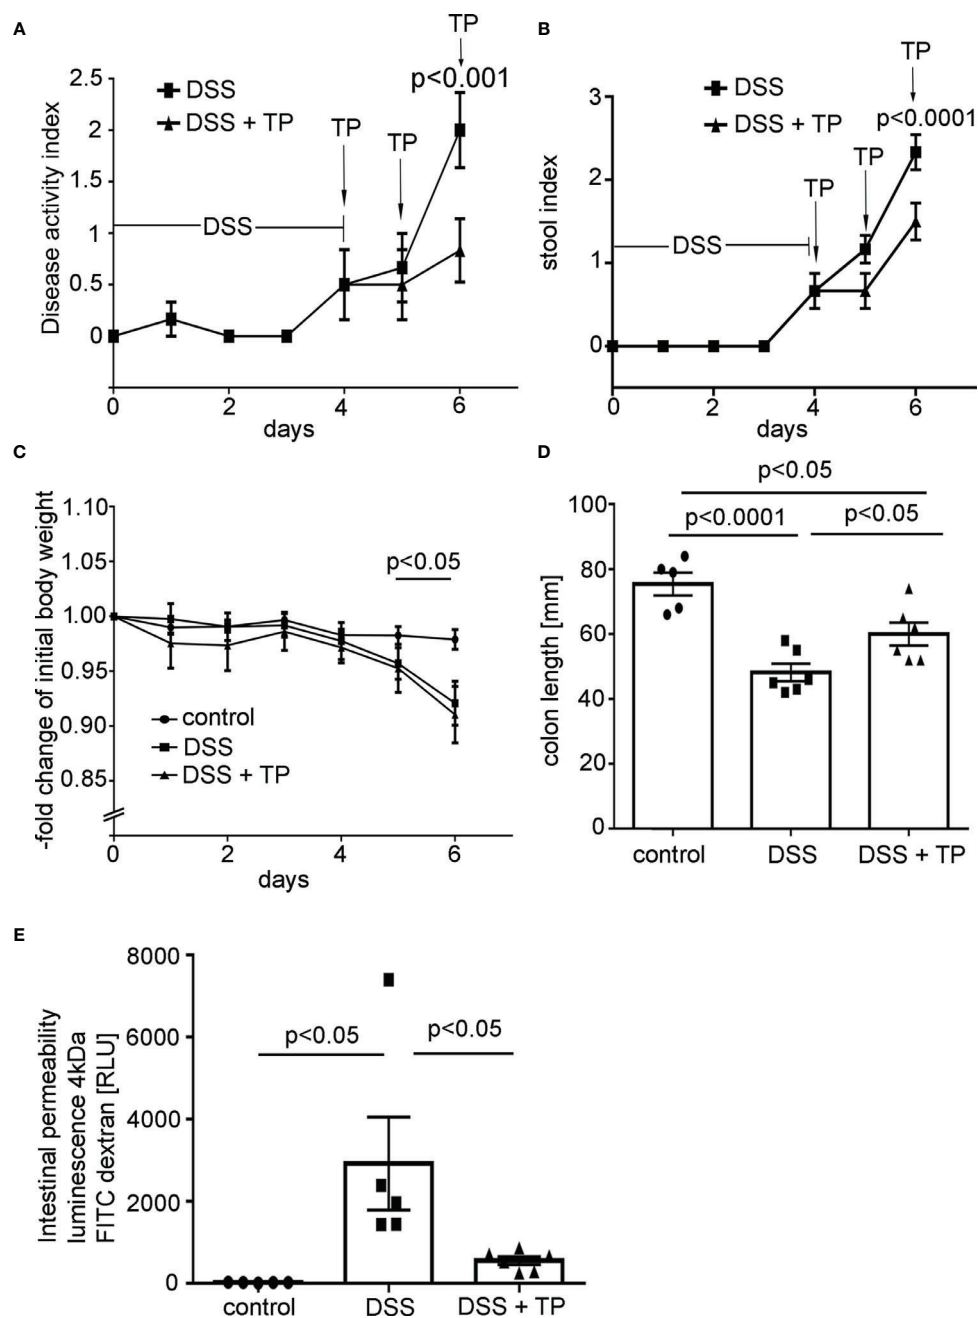 A
TP
p<0.001
2.5
DSS
DSS + TP
2
TP
TP
1.5
1
DSS
0.5
0
Disease activity index
0
2
4
6
days
B
TP
3
DSS
DSS + TP
p<0.0001
TP
TP
2
DSS
1
0
stool index
0
2
4
6
days
C
1.10
1.05
p<0.05
1.00
0.95
0.90
0.85
control
DSS
DSS + TP
-fold change of initial body weight
0
2
4
6
days
D
p<0.05
p<0.0001
p<0.05
100
80
60
40
20
0
colon length [mm]
control
DSS
DSS + TP
E
8000
6000
4000
2000
0
p<0.05
p<0.05
Intestinal permeability
luminescence 4kDa
FITC dextran [RLU]
control
DSS
DSS + TP